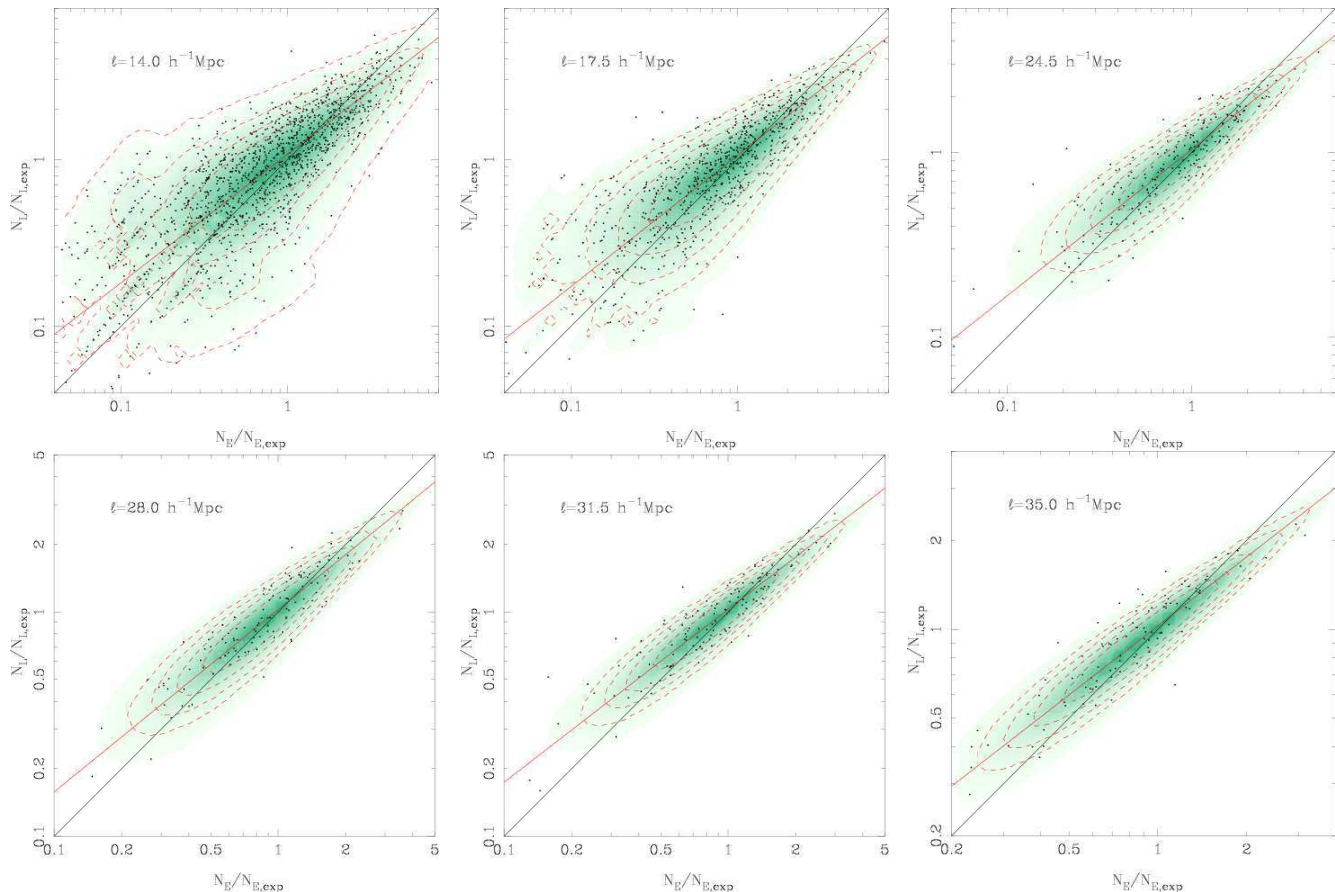 ℓ=14.0 h⁻¹Mpc
N_L/N_L,exp
1
0.1
0.1
1
N_E/N_E,exp
ℓ=17.5 h⁻¹Mpc
N_L/N_L,exp
1
0.1
0.1
1
N_E/N_E,exp
ℓ=24.5 h⁻¹Mpc
N_L/N_L,exp
1
0.1
0.1
1
N_E/N_E,exp
ℓ=28.0 h⁻¹Mpc
N_L/N_L,exp
5
2
1
0.5
0.2
0.1
0.1
0.2
0.5
1
2
5
N_E/N_E,exp
ℓ=31.5 h⁻¹Mpc
N_L/N_L,exp
5
2
1
0.5
0.2
0.1
0.1
0.2
0.5
1
2
5
N_E/N_E,exp
ℓ=35.0 h⁻¹Mpc
N_L/N_L,exp
2
1
0.5
0.2
0.2
0.5
1
2
N_E/N_E,exp